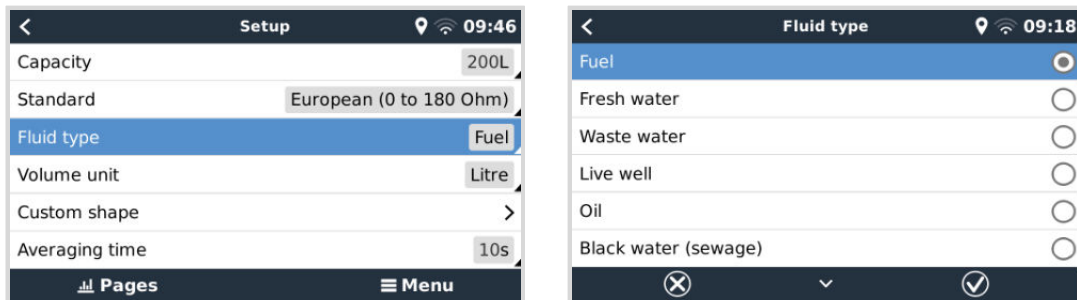 Setup 09:46
Capacity 200L
Standard European (0 to 180 Ohm)
Fluid type Fuel
Volume unit Litre
Custom shape
Averaging time 10s
Pages Menu
Fluid type 09:18
Fuel
Fresh water
Waste water
Live well
Oil
Black water (sewage)